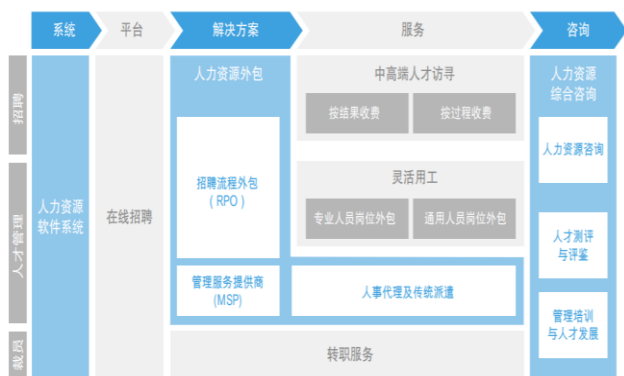 系统
平台
解决方案
服务
咨询
招聘
人才管理
裁员
人力资源
软件系统
在线招聘
人力资源外包
招聘流程外包
（RPO）
管理服务提供商
(MSP)
中高端人才访寻
按结果收费
按过程收费
灵活用工
专业人员岗位外包
通用人员岗位外包
人事代理及传统派遣
转职服务
人力资源
综合咨询
人力资源咨询
人才测评
与评鉴
管理培训
与人才发展